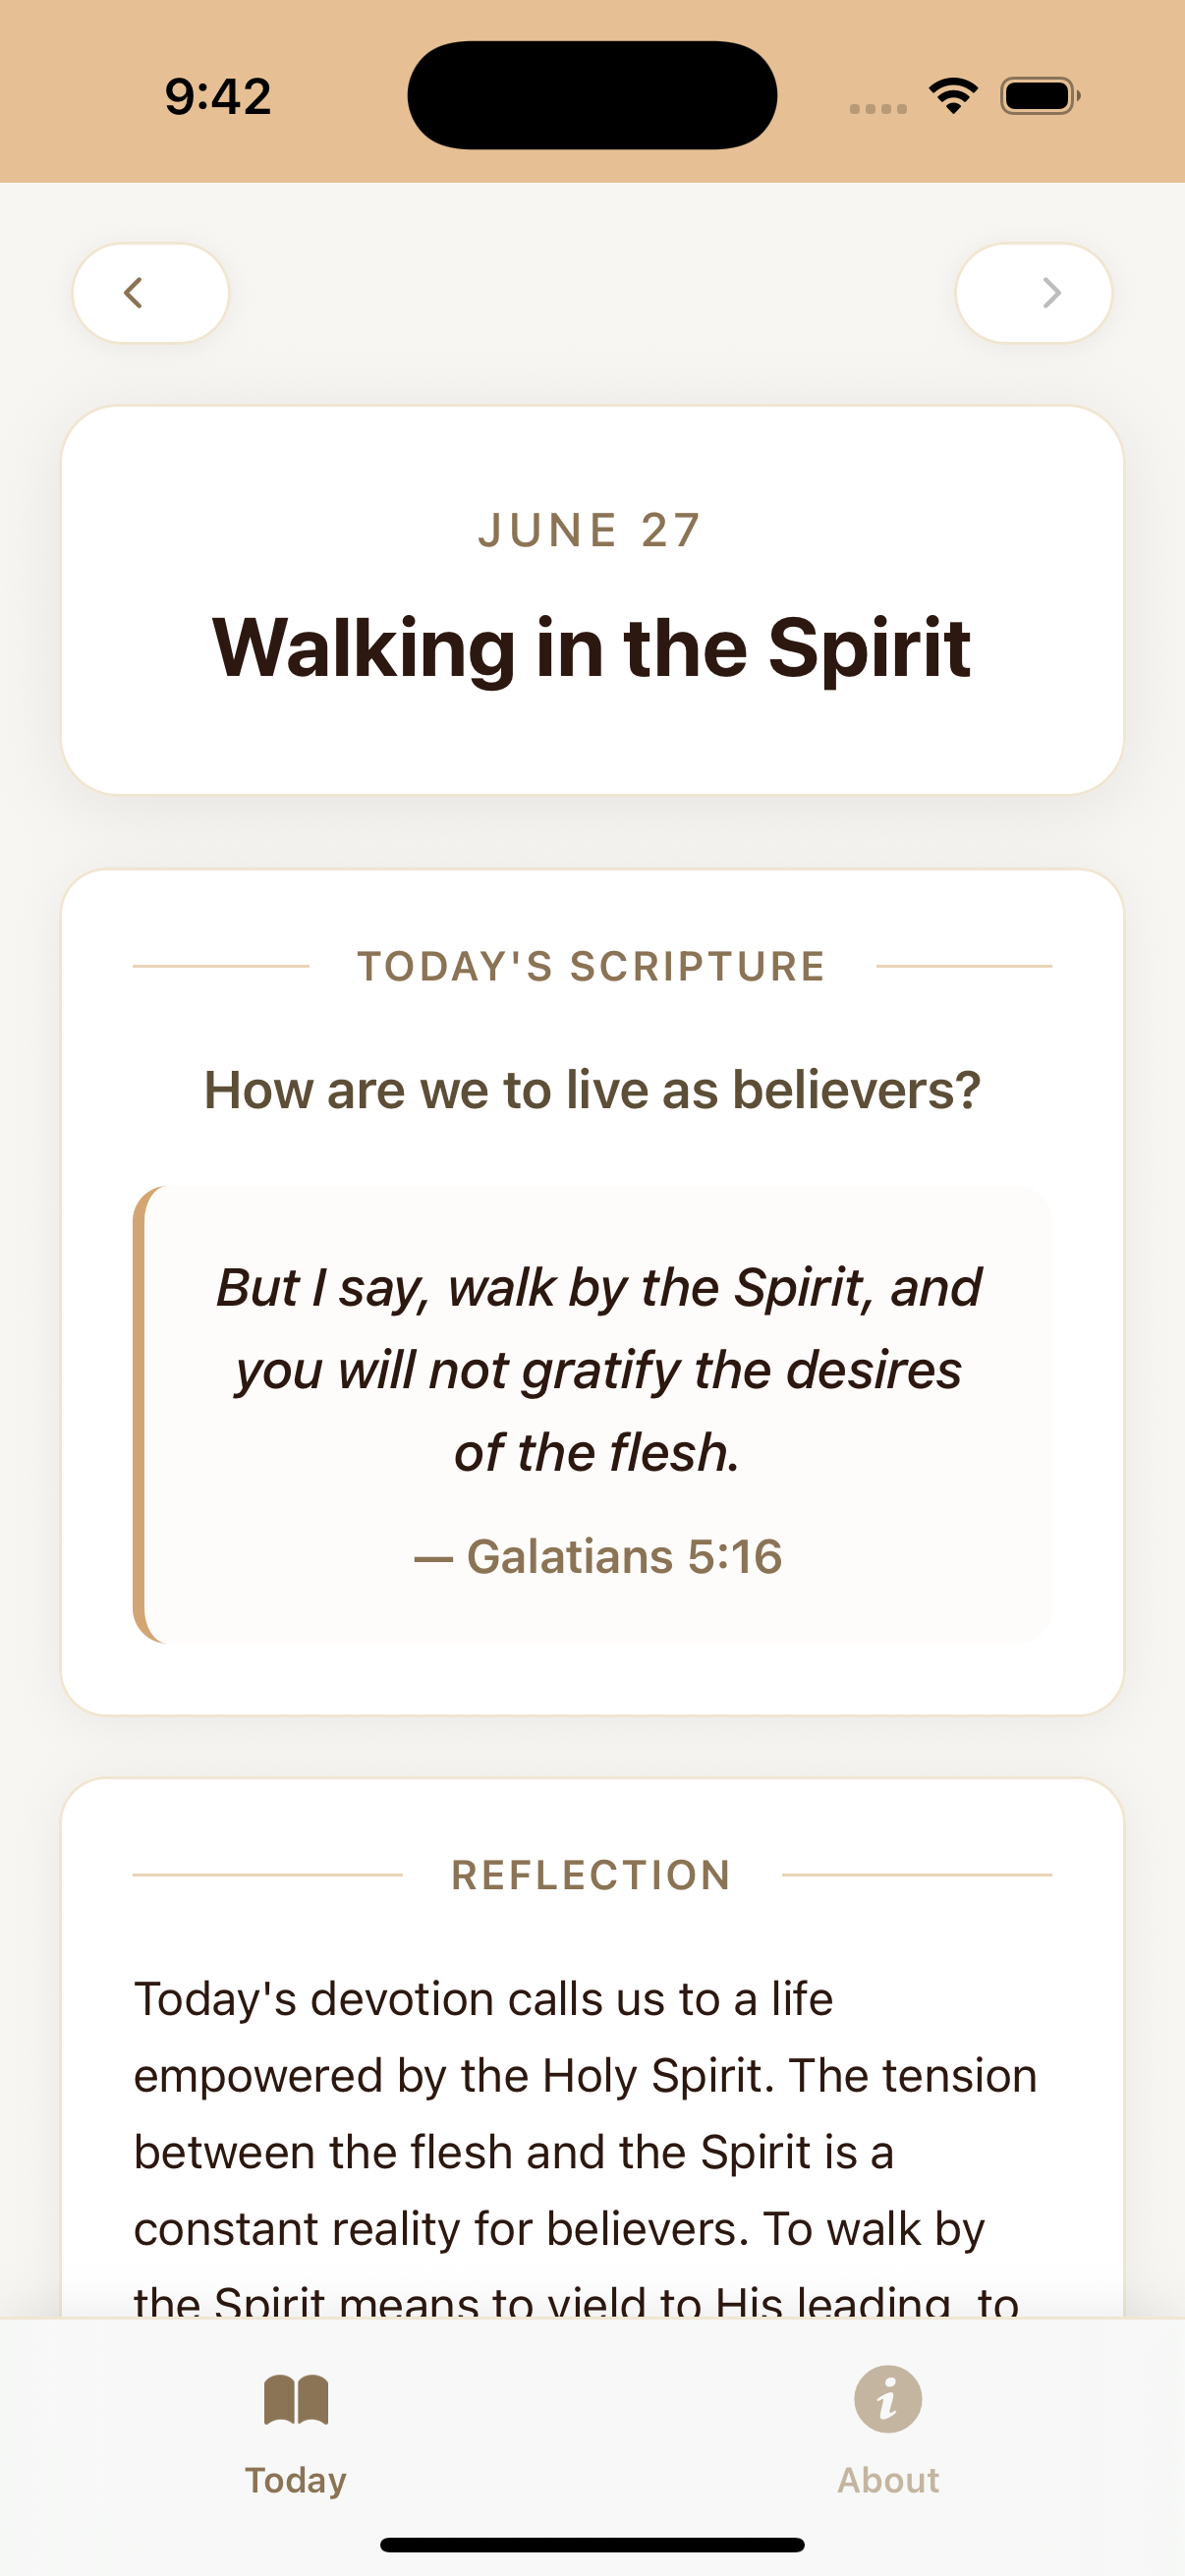 9:42
JUNE 27
Walking in the Spirit
TODAY'S SCRIPTURE
How are we to live as believers?
But I say, walk by the Spirit, and
you will not gratify the desires
of the flesh.
— Galatians 5:16
REFLECTION
Today's devotion calls us to a life
empowered by the Holy Spirit. The tension
between the flesh and the Spirit is a
constant reality for believers. To walk by
the Spirit means to yield to His leading, to
Today
About